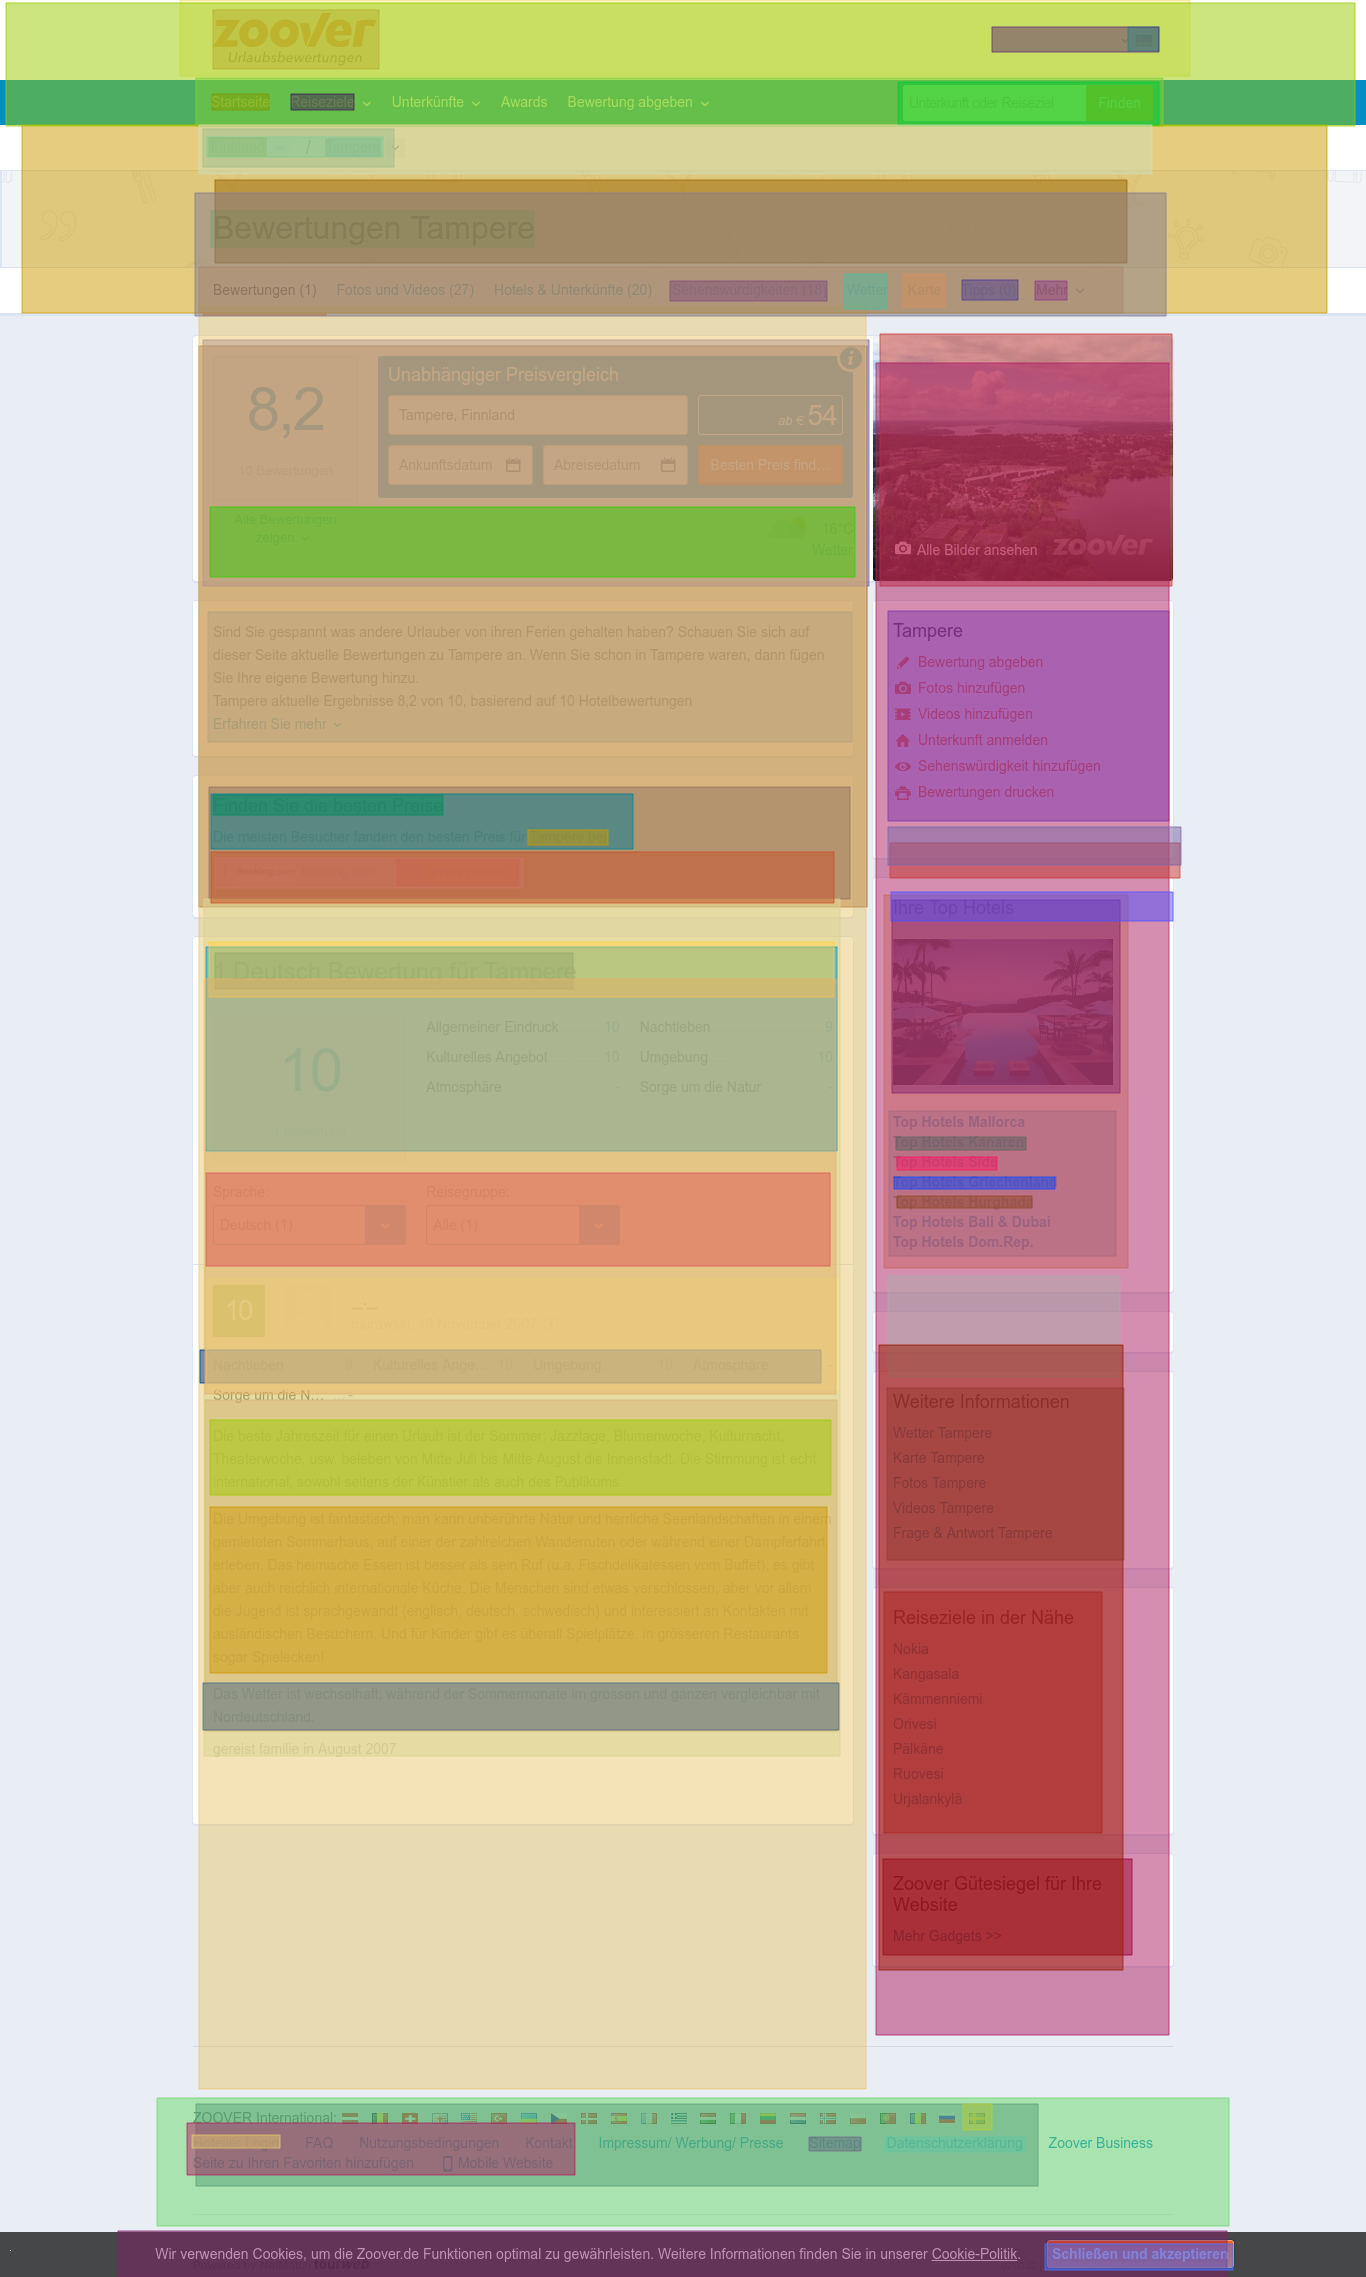 zoover
Urlaubsbewertungen
Startseite Reiseziele Unterkünfte Awards Bewertung abgeben Unterkunft oder Reiseziel Finden
/
Bewertungen Tampere
Bewertungen (1) Fotos und Videos (27) Hotels & Unterkünfte (20) Sehenswürdigkeiten (18) Wetter Karte Tipps (0) Mehr
8,2
10 Bewertungen
Alle Bewertungen
zeigen
Unabhängiger Preisvergleich
Tampere, Finnland
ab € 54
Ankunftsdatum Abreisedatum Besten Preis find...
16°C
Wetter
Alle Bilder ansehen zoover
Sind Sie gespannt was andere Urlauber von ihren Ferien gehalten haben? Schauen Sie sich auf
dieser Seite aktuelle Bewertungen zu Tampere an. Wenn Sie schon in Tampere waren, dann fügen
Sie Ihre eigene Bewertung hinzu.
Tampere aktuelle Ergebnisse 8,2 von 10, basierend auf 10 Hotelbewertungen
Erfahren Sie mehr
Tampere
Bewertung abgeben
Fotos hinzufügen
Videos hinzufügen
Unterkunft anmelden
Sehenswürdigkeit hinzufügen
Bewertungen drucken
Finden Sie die besten Preise
Die meisten Besucher fanden den besten Preis für
Ihre Top Hotels
Top Hotels Mallorca
Top Hotels Kanaren
Top Hotels Side
Top Hotels Griechenland
Top Hotels Hurghada
Top Hotels Bali & Dubai
Top Hotels Dom.Rep.
1 Deutsch Bewertung für Tampere
10
Allgemeiner Eindruck 10 Nachtleben 9
Kulturelles Angebot 10 Umgebung 10
Atmosphäre - Sorge um die Natur -
Sprache: Reisegruppe:
Deutsch (1) Alle (1)
10
Nachtleben Kulturelles Ange... Umgebung Atmosphäre -
Sorge um die N... -
Die beste Jahreszeit für einen Urlaub ist der Sommer: Jazztage, Blumenwoche, Kulturnacht,
Theaterwoche. usw. beleben von Mitte Juli bis Mitte August die Innenstadt. Die Stimmung ist echt
international, sowohl seitens der Künstler als auch des Publikums.
Die Umgebung ist fantastisch; man kann unberührte Natur und herrliche Seenlandschaften in einem
gemieteten Sommerhaus, auf einer der zahlreichen Wanderruten oder während einer Dampferfahrt
erleben. Das heimische Essen ist besser als sein Ruf (u.a. Fischdelikatessen vom Buffet), es gibt
aber auch reichlich internationale Küche. Die Menschen sind etwas verschlossen, aber vor allem
die Jugend ist sprachgewandt (englisch, deutsch, schwedisch) und interessiert an Kontakten mit
ausländischen Besuchern. Und für Kinder gibt es überall Spielplätze, in grösseren Restaurants
sogar Spielecken!
Das Wetter ist wechselhaft, während der Sommermonate im grossen und ganzen vergleichbar mit
Nordeutschland.
gereist familie in August 2007
Weitere Informationen
Wetter Tampere
Karte Tampere
Fotos Tampere
Videos Tampere
Frage & Antwort Tampere
Reiseziele in der Nähe
Nokia
Kangasala
Kämmenniemi
Orivesi
Pälkäne
Ruovesi
Urjalankylä
Zoover Gütesiegel für Ihre
Website
Mehr Gadgets >>
ZOOVER International:
FAQ Nutzungsbedingungen Kontakt Impressum/ Werbung/ Presse Sitemap Datenschutzerklärung Zoover Business
Seite zu Ihren Favoriten hinzufügen Mobile Website
Wir verwenden Cookies, um die Zoover.de Funktionen optimal zu gewährleisten. Weitere Informationen finden Sie in unserer Cookie-Politik. Schließen und akzeptieren